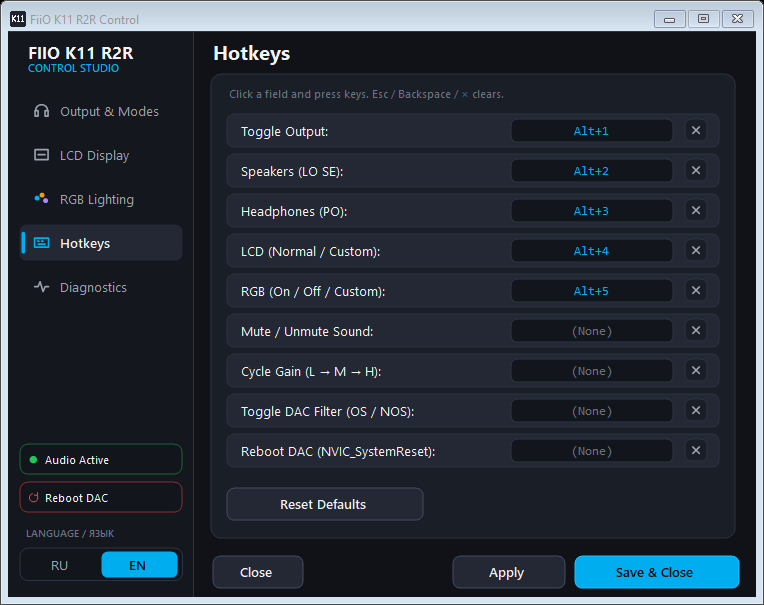 K11 FiiO K11 R2R Control
FIIO K11 R2R
CONTROL STUDIO
Output & Modes
LCD Display
RGB Lighting
Hotkeys
Diagnostics
Audio Active
Reboot DAC
LANGUAGE / ЯЗЫК
RU EN
Hotkeys
Click a field and press keys. Esc / Backspace / × clears.
Toggle Output: Alt+1 ✕
Speakers (LO SE): Alt+2 ✕
Headphones (PO): Alt+3 ✕
LCD (Normal / Custom): Alt+4 ✕
RGB (On / Off / Custom): Alt+5 ✕
Mute / Unmute Sound: (None) ✕
Cycle Gain (L → M → H): (None) ✕
Toggle DAC Filter (OS / NOS): (None) ✕
Reboot DAC (NVIC_SystemReset): (None) ✕
Reset Defaults
Close Apply Save & Close